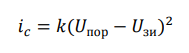 i_c = k(U_пор − U_зи)^2